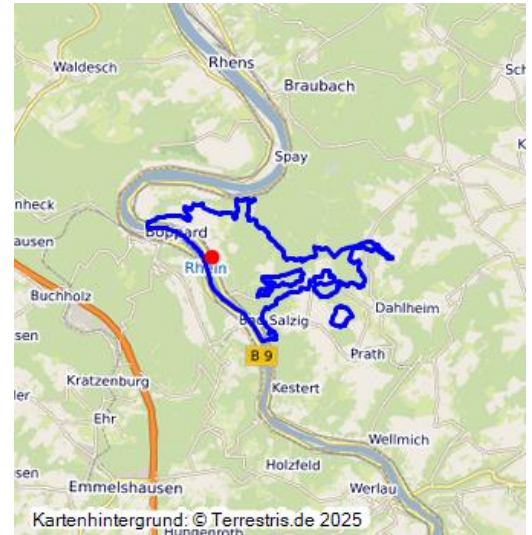 Waldesch
Rhens
Braubach
Sch
Spay
nheck
Boppard
ausen
Rhein
Buchholz
Bad Salzig
Dahlheim
B 9
Prath
Kratzenburg
Kestert
ler
Ehr
Wellmich
sen
Holzfeld
Emmelshausen
Werlau
Kartenhintergrund: © Terrestris.de 2025
Hungenroth